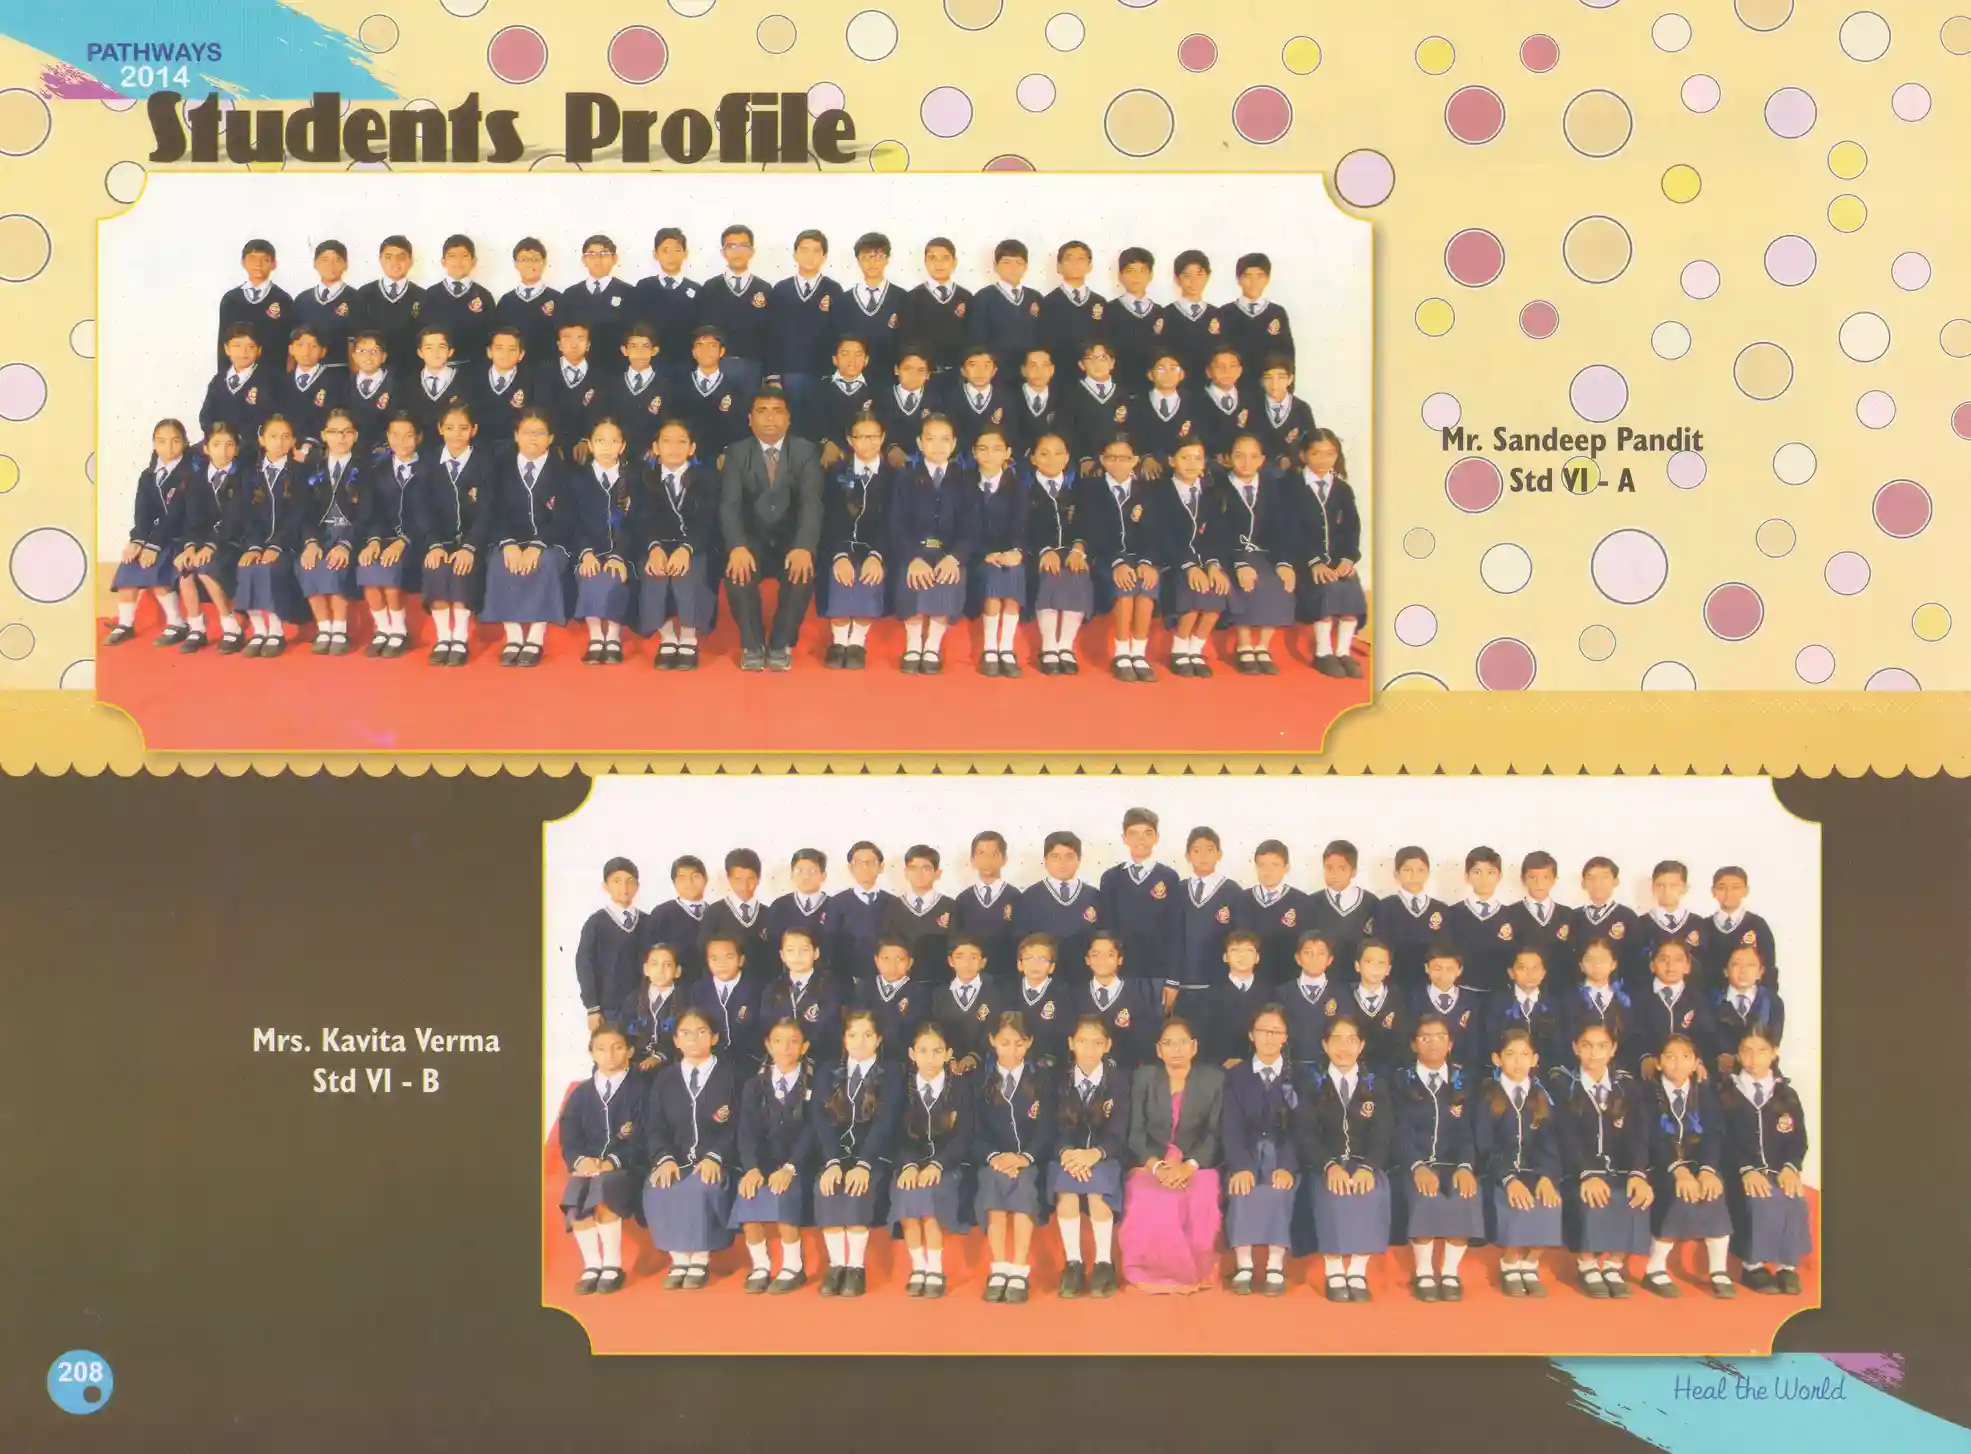 PATHWAYS
2014
Students Profile
Mr. Sandeep Pandit
Std VI - A
Mrs. Kavita Verma
Std VI - B
208
Heal the World